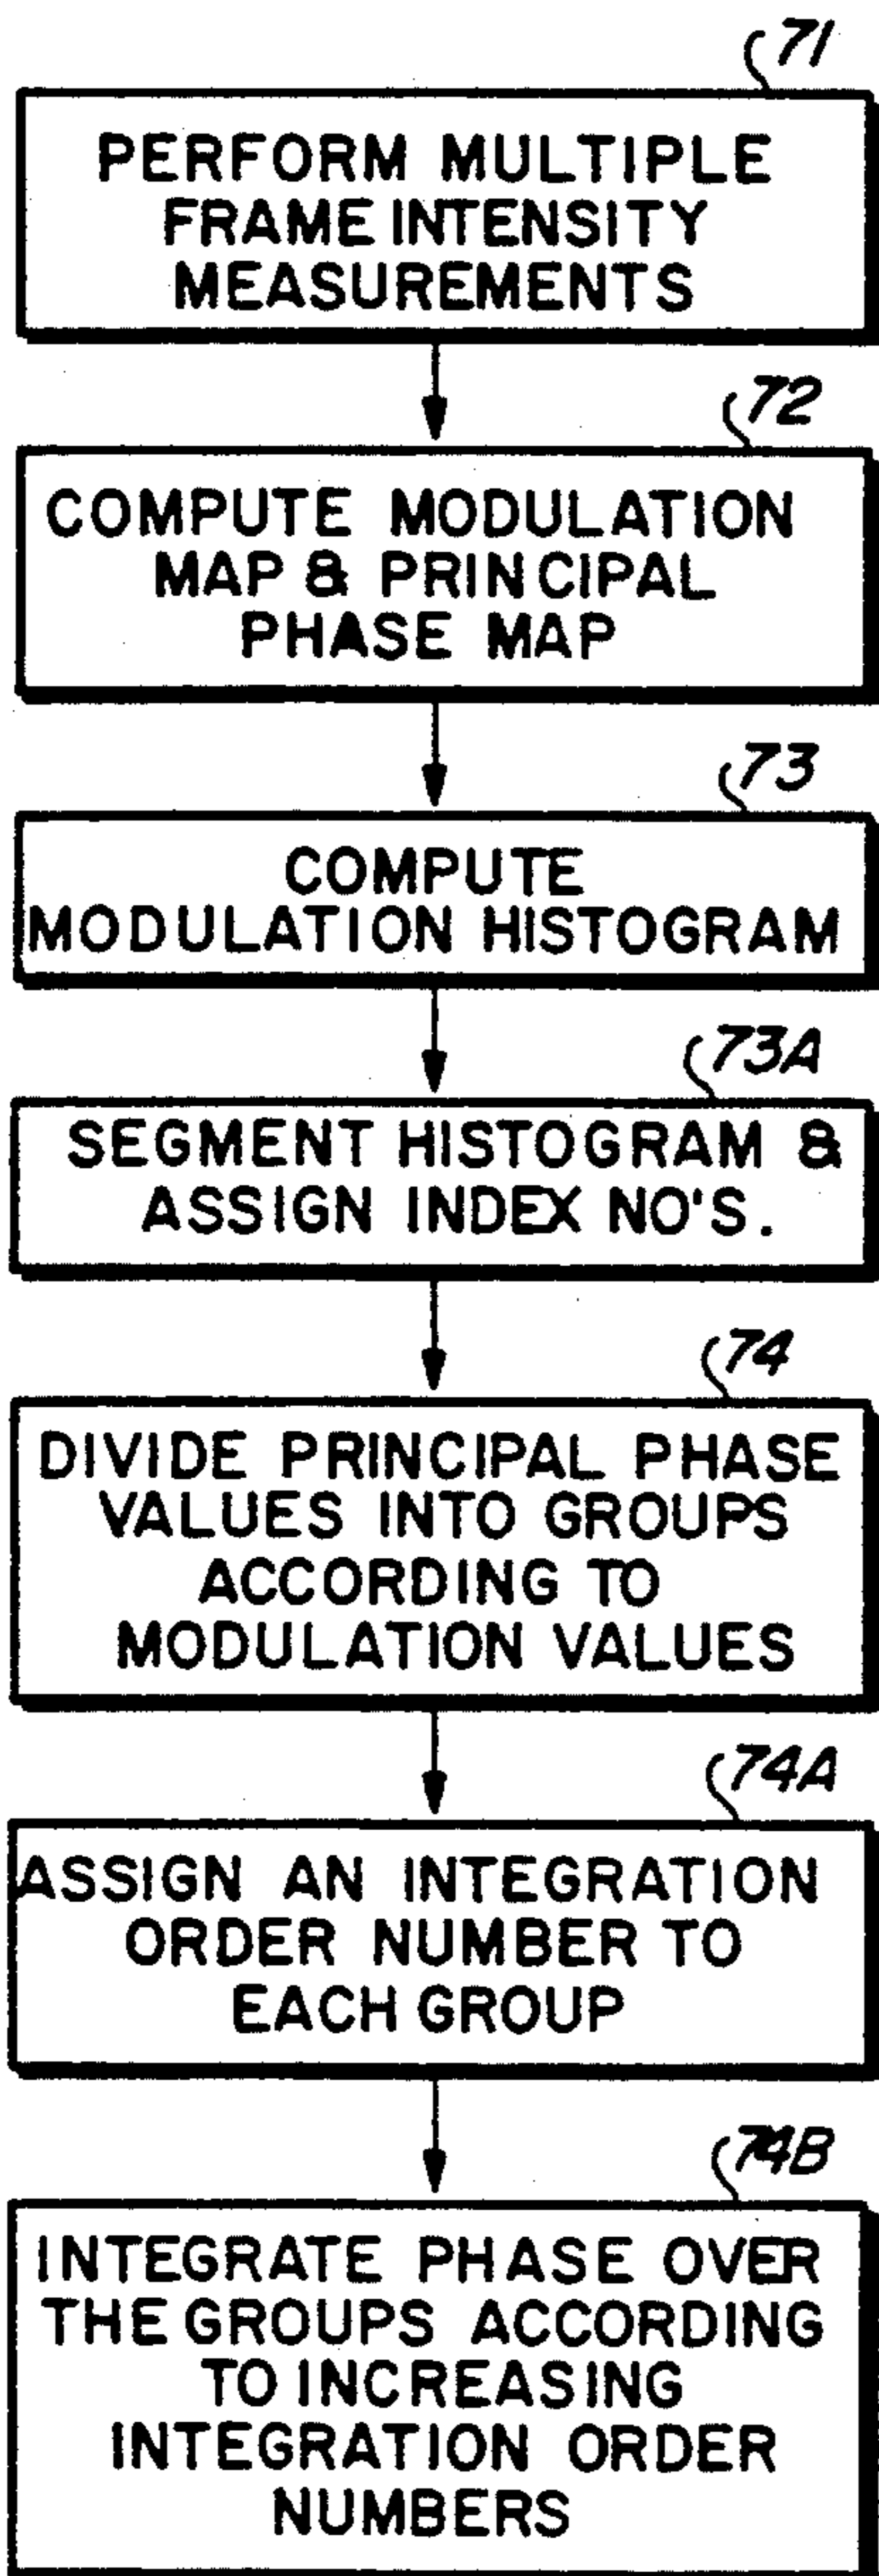 71
PERFORM MULTIPLE
FRAME INTENSITY
MEASUREMENTS
72
COMPUTE MODULATION
MAP & PRINCIPAL
PHASE MAP
73
COMPUTE
MODULATION HISTOGRAM
73A
SEGMENT HISTOGRAM &
ASSIGN INDEX NO'S.
74
DIVIDE PRINCIPAL PHASE
VALUES INTO GROUPS
ACCORDING TO
MODULATION VALUES
74A
ASSIGN AN INTEGRATION
ORDER NUMBER TO
EACH GROUP
74B
INTEGRATE PHASE OVER
THE GROUPS ACCORDING
TO INCREASING
INTEGRATION ORDER
NUMBERS